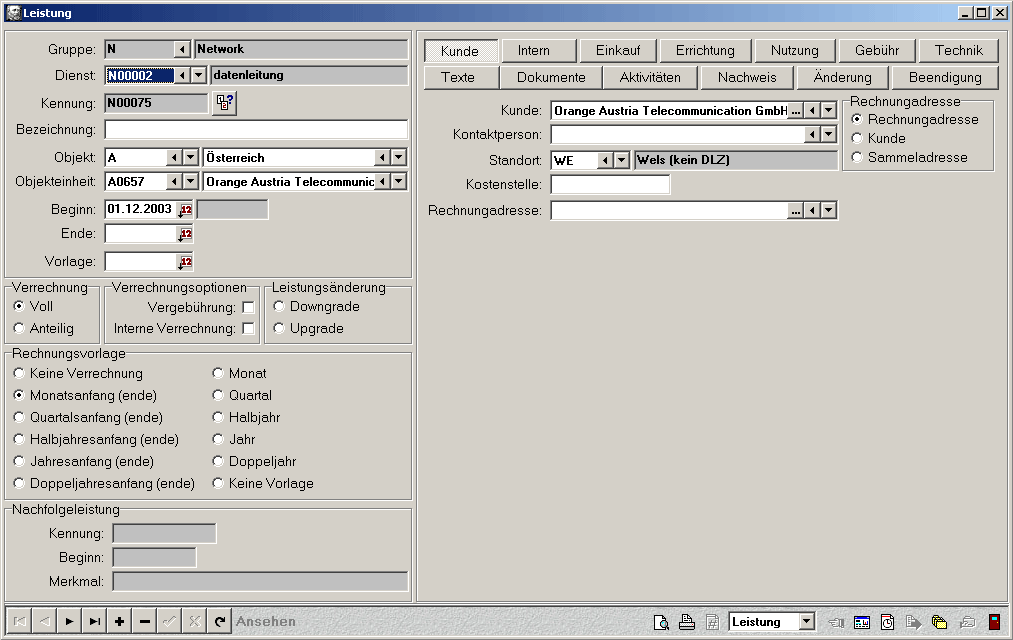 Leistung
Gruppe: N Network
Dienst: N00002 datenleitung
Kennung: N00075
Bezeichnung:
Objekt: A Österreich
Objekteinheit: A0657 Orange Austria Telecommunic
Beginn: 01.12.2003 12
Ende: 12
Vorlage: 12
Verrechnung
Voll
Anteilig
Verrechnungsoptionen
Vergebührung:
Interne Verrechnung:
Leistungsänderung
Downgrade
Upgrade
Rechnungsvorlage
Keine Verrechnung Monat
Monatsanfang (ende) Quartal
Quartalsanfang (ende) Halbjahr
Halbjahresanfang (ende) Jahr
Jahresanfang (ende) Doppeljahr
Doppeljahresanfang (ende) Keine Vorlage
Nachfolgeleistung
Kennung:
Beginn:
Merkmal:
Kunde Intern Einkauf Errichtung Nutzung Gebühr Technik
Texte Dokumente Aktivitäten Nachweis Änderung Beendigung
Kunde: Orange Austria Telecommunication GmbH ...
Kontaktperson:
Standort: WE Wels (kein DLZ)
Kostenstelle:
Rechnungadresse: ...
Rechnungadresse
Rechnungadresse
Kunde
Sammeladresse
Ansehen Leistung